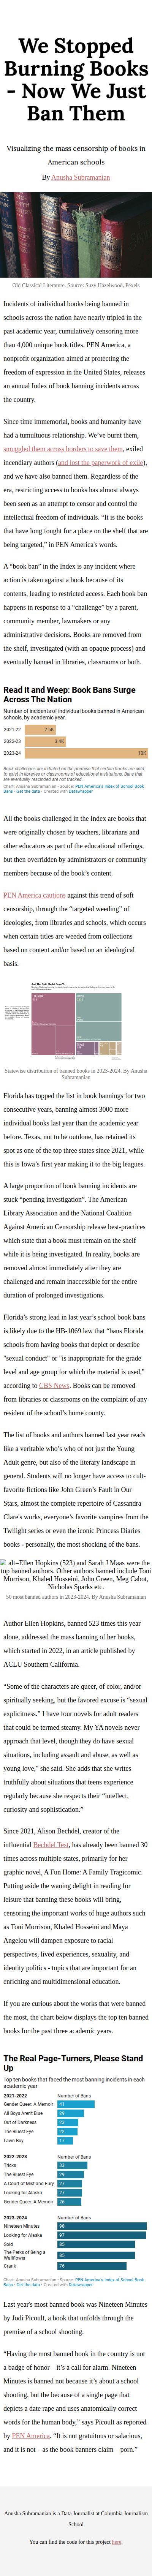 We Stopped
Burning Books
- Now We Just
Ban Them
Visualizing the mass censorship of books in
American schools
By Anusha Subramanian
Old Classical Literature- Source: Suzy Hazelwood, Pexels
Incidents of individual books being banned in
schools across the nation have nearly tripled in the
past academic year, cumulatively censoring more
than 4,000 unique book titles. PEN America, a
nonprofit organization aimed at protecting the
freedom of expression in the United States, releases
an annual Index of book banning incidents across
the country.
Since time immemorial, books and humanity have
had a tumultuous relationship. We’ve burnt them,
smuggled them across borders to save them, exiled
incendiary authors (and lost the paperwork of exile),
and we have also banned them. Regardless of the
era, restricting access to books has almost always
been seen as an attempt to censor and control the
intellectual freedom of individuals. “It is the books
that have long fought for a place on the shelf that are
being targeted,” in PEN America's words.
A “book ban” in the Index is any incident where
action is taken against a book because of its
contents, leading to restricted access. Each book ban
happens in response to a “challenge” by a parent,
community member, lawmakers or any
administrative decisions. Books are removed from
the shelf, investigated (with an opaque process) and
eventually banned in libraries, classrooms or both.
Read it and Weep: Book Bans Surge
Across The Nation
Number of incidents of individual books banned in American
schools, by academic year.
2021-22 2.5K
2022-23 3.4K
2023-24 10K
Book challenges are initiated on the premise that certain books are edit
to exist in libraries or classrooms of educational institutions. Bans that
are eventually rescinded are not tracked.
Chart: Anusha Subramanian • Source: PEN America's Index of School Book
Bans • Get the data • Created with Datawrapper
All the books challenged in the Index are books that
were originally chosen by teachers, librarians and
other educators as part of the educational offerings,
but then overridden by administrators or community
members because of the book’s content.
PEN America cautions against this trend of soft
censorship, through the “targeted weeding” of
ideologies, from libraries and schools, which occurs
when certain titles are weeded from collections
based on content and/or based on an ideological
basis.
Statewise distribution of banned books in 2023-2024. By Anusha
Subramanian
Florida has topped the list in book bannings for two
consecutive years, banning almost 3000 more
individual books last year than the academic year
before. Texas, not to be outdone, has retained its
spot as one of the top three states since 2021, while
this is Iowa’s first year making it to the big leagues.
A large proportion of book banning incidents are
stuck “pending investigation”. The American
Library Association and the National Coalition
Against American Censorship release best-practices
which state that a book must remain on the shelf
while it is being investigated. In reality, books are
removed almost immediately after they are
challenged and remain inaccessible for the entire
duration of prolonged investigations.
Florida’s strong lead in last year’s school book bans
is likely due to the HB-1069 law that “bans Florida
schools from having books that depict or describe
"sexual conduct" or "is inappropriate for the grade
level and age group for which the material is used,"
according to CBS News. Books can be removed
from libraries or classrooms on the complaint of any
resident of the school’s home county.
The list of books and authors banned last year looks
like a veritable who’s who of not just the Young
Adult genre, but also of the literary landscape in
general. Students will no longer have access to cult-
favorite fictions like John Green’s Fault in Our
Stars, almost the complete repertoire of Cassandra
Clare's works, everyone’s favorite vampires from the
Twilight series or even the iconic Princess Diaries
books - personally, the most shocking of the bans.
alt=Ellen Hopkins (523) and Sarah J Maas were the
top banned authors. Other authors banned include Toni
Morrison, Khaled Hosseini, John Green, Meg Cabot,
Nicholas Sparks etc.
50 most banned authors in 2023-2024. By Anusha Subramanian
Author Ellen Hopkins, banned 523 times this year
alone, addressed the mass banning of her books,
which started in 2022, in an article published by
ACLU Southern California.
“Some of the characters are queer, of color, and/or
spiritually seeking, but the favored excuse is “sexual
explicitness.” I have four novels for adult readers
that could be termed steamy. My YA novels never
approach that level, though they do have sexual
situations, including sexual assault and abuse, as well as
young love," she said. She adds that she writes
truthfully about situations that teens experience
regularly because she respects their “intellect,
curiosity and sophistication.”
Since 2021, Alison Bechdel, creator of the
influential Bechdel Test, has already been banned 30
times across multiple states, primarily for her
graphic novel, A Fun Home: A Family Tragicomic.
Putting aside the waning delight in reading for
leisure that banning these books will bring,
censoring the important works of huge authors such
as Toni Morrison, Khaled Hosseini and Maya
Angelou will dampen exposure to racial
perspectives, lived experiences, sexuality, and
identity politics - topics that are important for an
enriching and multidimensional education.
If you are curious about the works that were banned
the most, the chart below displays the top ten banned
books for the past three academic years.
The Real Page-Turners, Please Stand
Up
Top ten books that faced the most banning incidents in each
academic year
2021-2022 Number of Bans
Gender Queer: A Memoir 41
All Boys Aren't Blue 29
Out of Darkness 23
The Bluest Eye 22
Lawn Boy 17
2022-2023 Number of Bans
Tricks 33
The Bluest Eye 29
A Court of Mist and Fury 27
Looking for Alaska 27
Gender Queer: A Memoir 26
2023-2024 Number of Bans
Nineteen Minutes 98
Looking for Alaska 97
Sold 85
The Perks of Being a
Wallflower 85
Crank 76
Chart: Anusha Subramanian • Source: PEN America's Index of School Book
Bans • Get the data • Created with Datawrapper
Last year's most banned book was Nineteen Minutes
by Jodi Picoult, a book that unfolds through the
premise of a school shooting.
“Having the most banned book in the country is not
a badge of honor – it’s a call for alarm. Nineteen
Minutes is banned not because it’s about a school
shooting, but because of a single page that
depicts a date rape and uses anatomically correct
works for the human body,” says Picoult as reported
by PEN America. “It is not gratuitous or salacious,
and it is not – as the book banners claim – porn.”
Anusha Subramanian is a Data Journalist at Columbia Journalism
School
You can find the code for this project here.